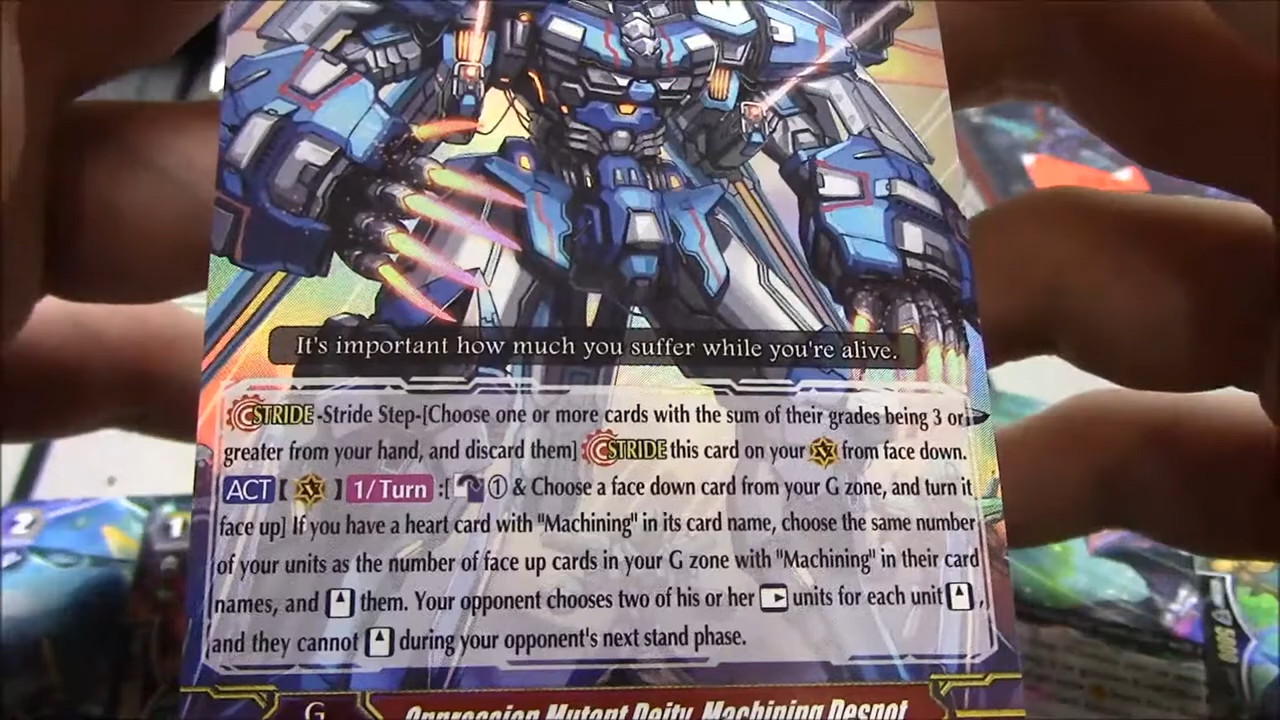 It's important how much you suffer while you're alive.
STRIDE -Stride Step-[Choose one or more cards with the sum of their grades being 3 or
greater from your hand, and discard them] STRIDE this card on your V from face down.
ACT【 V 】 1/Turn :[ ① & Choose a face down card from your G zone, and turn it
face up] If you have a heart card with "Machining" in its card name, choose the same number
of your units as the number of face up cards in your G zone with "Machining" in their card
names, and them. Your opponent chooses two of his or her units for each unit ,
and they cannot during your opponent's next stand phase.
G
Oppression Mutant Deity, Machining Despot
2
1
5000